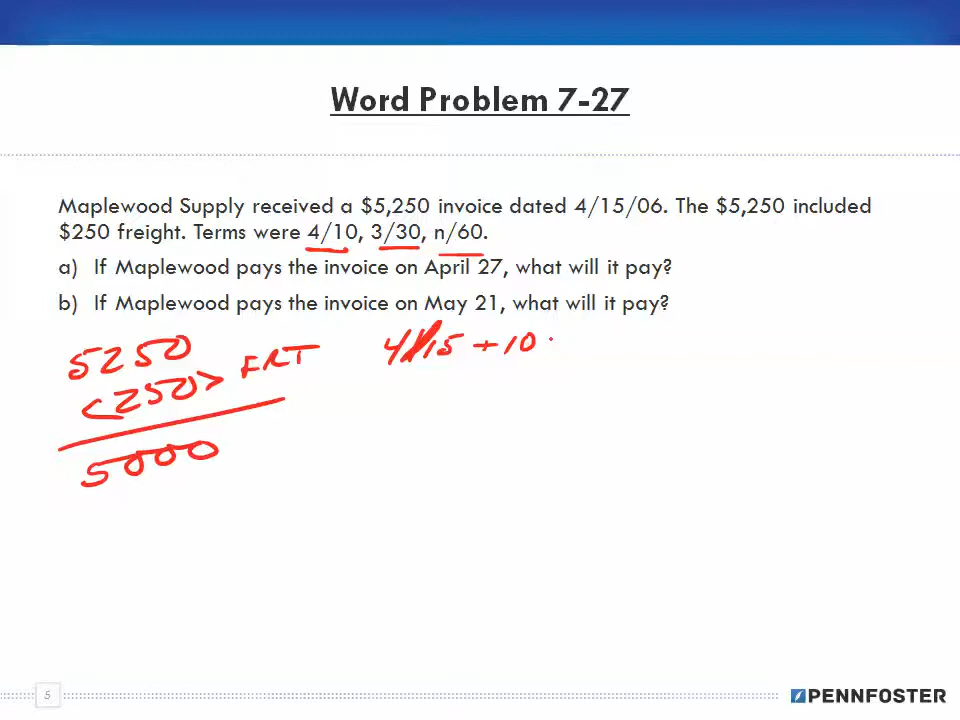 Word Problem 7-27
Maplewood Supply received a $5,250 invoice dated 4/15/06. The $5,250 included
$250 freight. Terms were 4/10, 3/30, n/60.
a) If Maplewood pays the invoice on April 27, what will it pay?
b) If Maplewood pays the invoice on May 21, what will it pay?
5250
<250> FRT
5000
4/15 + 10
5
PENNFOSTER